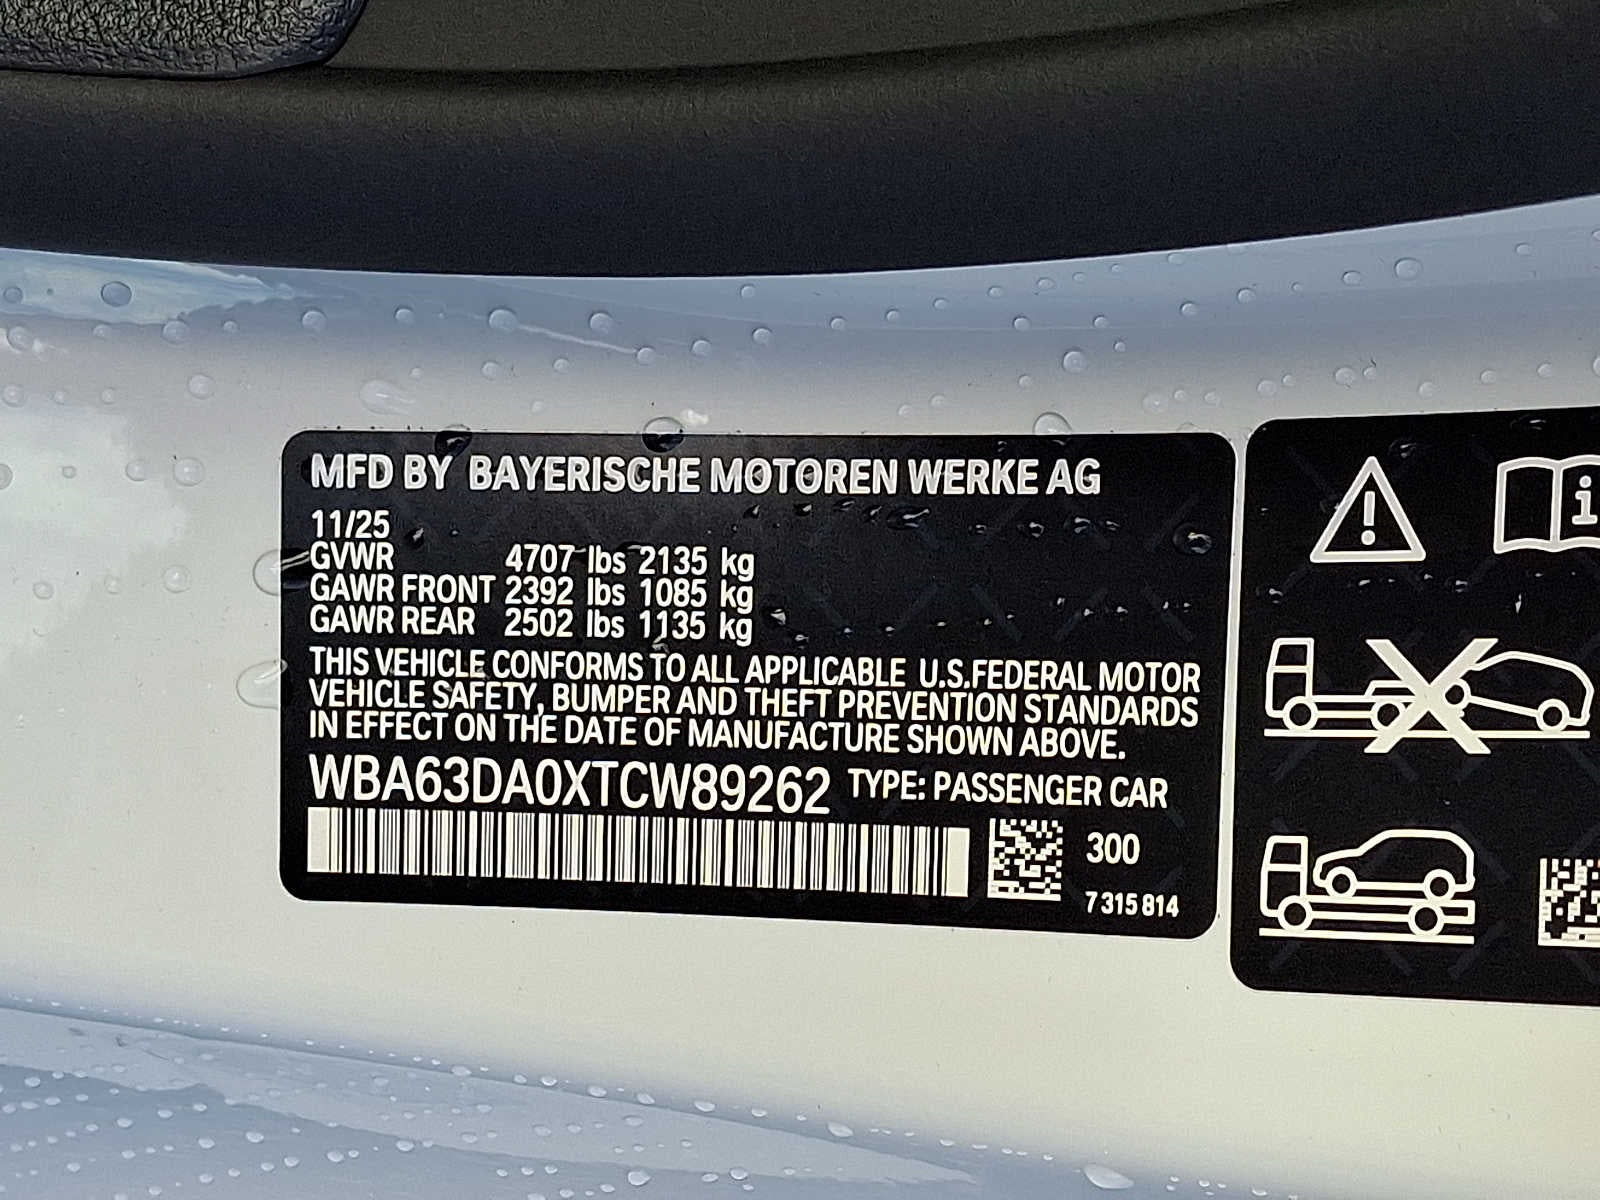 MFD BY BAYERISCHE MOTOREN WERKE AG
11/25
GVWR 4707 lbs 2135 kg
GAWR FRONT 2392 lbs 1085 kg
GAWR REAR 2502 lbs 1135 kg
THIS VEHICLE CONFORMS TO ALL APPLICABLE U.S.FEDERAL MOTOR
VEHICLE SAFETY, BUMPER AND THEFT PREVENTION STANDARDS
IN EFFECT ON THE DATE OF MANUFACTURE SHOWN ABOVE.
WBA63DA0XTCW89262 TYPE: PASSENGER CAR
300
7 315 814